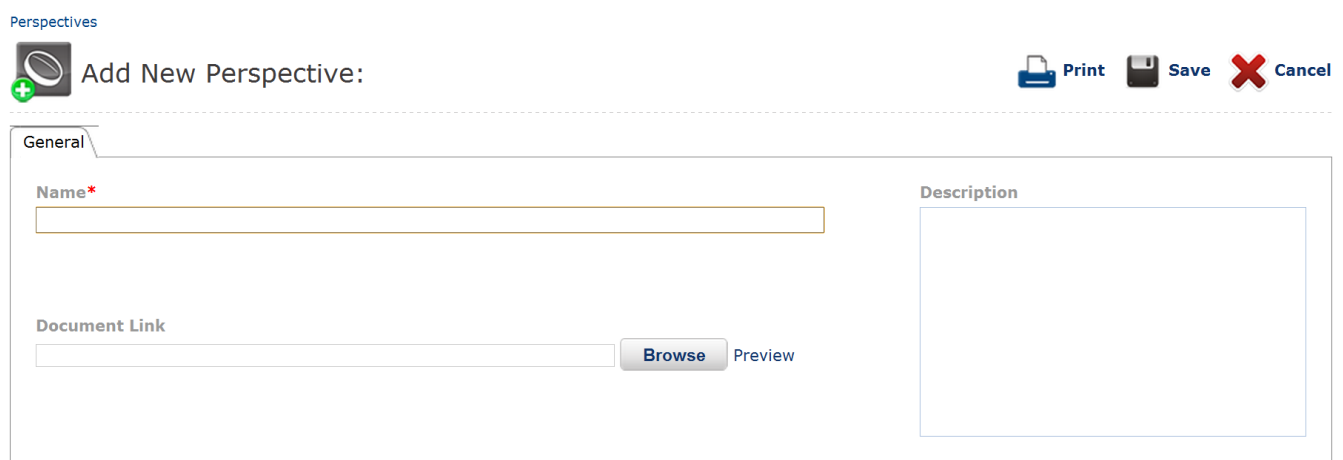 Perspectives
Add New Perspective:
Print
Save
Cancel
General
Name*
Description
Document Link
Browse
Preview